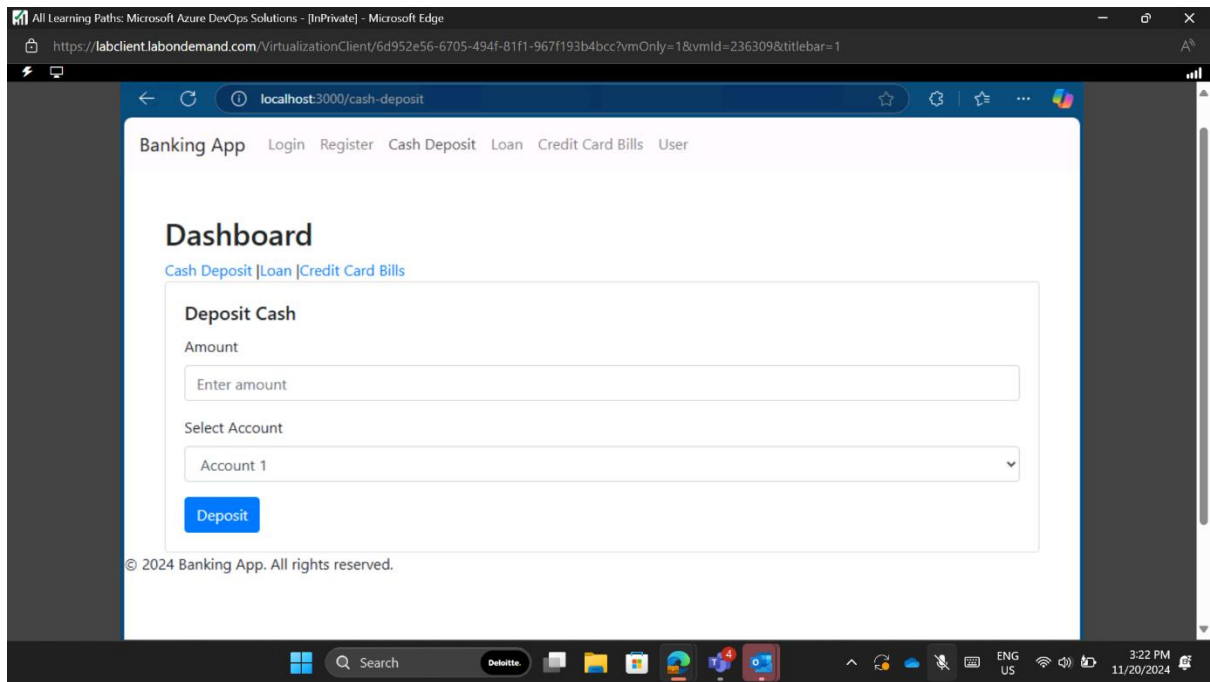 All Learning Paths: Microsoft Azure DevOps Solutions - [InPrivate] - Microsoft Edge
https://labclient.labondemand.com/VirtualizationClient/6d952e56-6705-494f-81f1-967f193b4bcc?vmOnly=1&vmId=236309&titlebar=1
localhost:3000/cash-deposit
Banking App Login Register Cash Deposit Loan Credit Card Bills User
Dashboard
Cash Deposit |Loan |Credit Card Bills
Deposit Cash
Amount
Enter amount
Select Account
Account 1
Deposit
© 2024 Banking App. All rights reserved.
Search Deloitte. 4 ENG 3:22 PM
US 11/20/2024